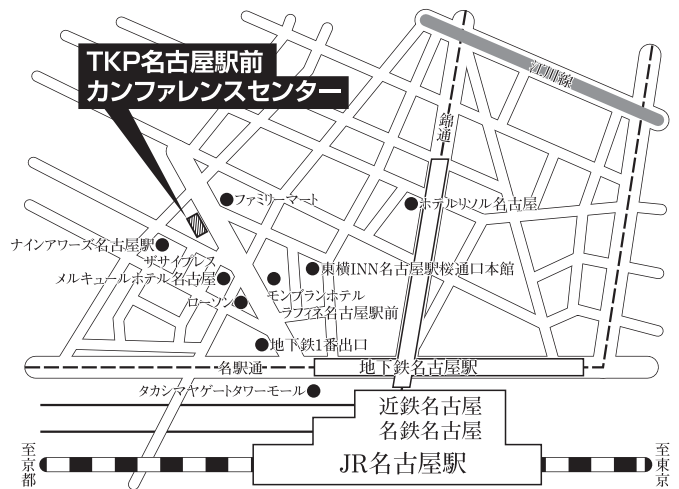 TKP名古屋駅前
カンファレンスセンター
江川線
錦通
ファミリーマート
ホテルリソル名古屋
ナインアワーズ名古屋駅
ザサイプレス
メルキュールホテル名古屋
東横INN名古屋駅桜通口本館
モンブランホテル
ラフィネ名古屋駅前
ローソン
地下鉄1番出口
名駅通
地下鉄名古屋駅
タカシマヤゲートタワーモール
近鉄名古屋
名鉄名古屋
JR名古屋駅
至京都
至東京